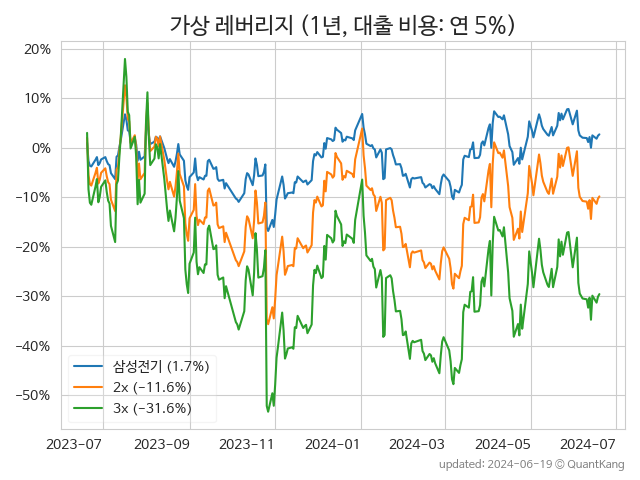 가상 레버리지 (1년, 대출 비용: 연 5%)
20%
10%
0%
−10%
−20%
−30%
−40%
−50%
삼성전기 (1.7%)
2x (−11.6%)
3x (−31.6%)
2023-07 2023-09 2023-11 2024-01 2024-03 2024-05 2024-07
updated: 2024-06-19 © QuantKang